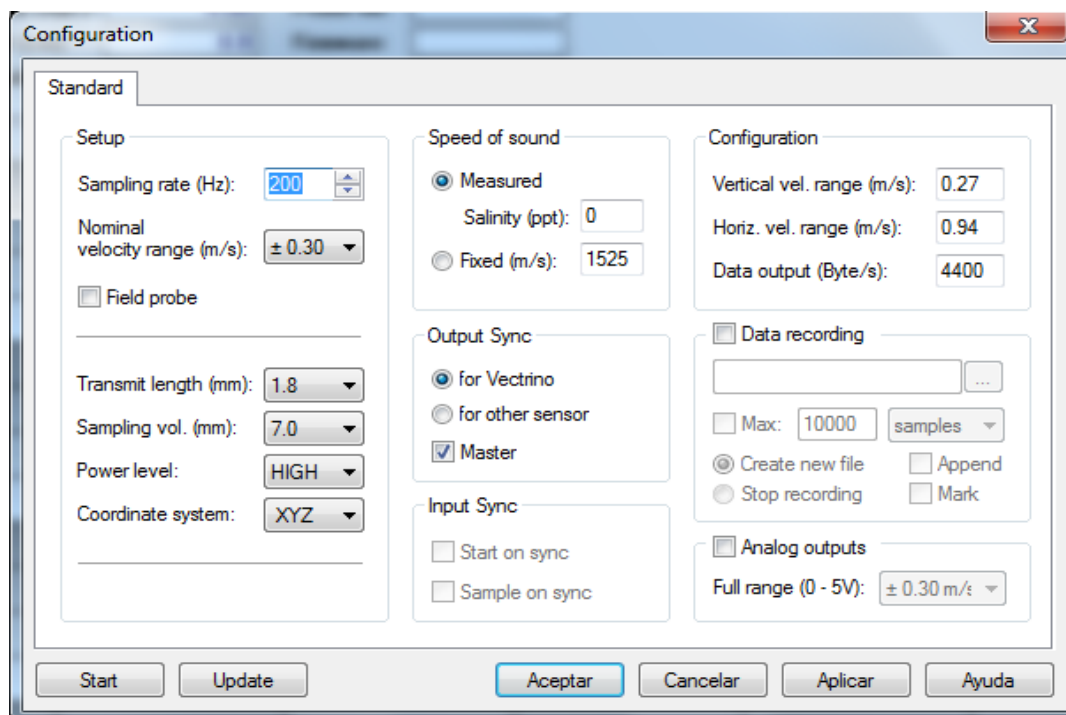 Configuration
Standard
Setup
Sampling rate (Hz): 200
Nominal
velocity range (m/s): ± 0.30
Field probe
Transmit length (mm): 1.8
Sampling vol. (mm): 7.0
Power level: HIGH
Coordinate system: XYZ
Speed of sound
Measured
Salinity (ppt): 0
Fixed (m/s): 1525
Output Sync
for Vectrino
for other sensor
Master
Input Sync
Start on sync
Sample on sync
Configuration
Vertical vel. range (m/s): 0.27
Horiz. vel. range (m/s): 0.94
Data output (Byte/s): 4400
Data recording
...
Max: 10000 samples
Create new file Append
Stop recording Mark
Analog outputs
Full range (0 - 5V): ± 0.30 m/s
Start Update Aceptar Cancelar Aplicar Ayuda